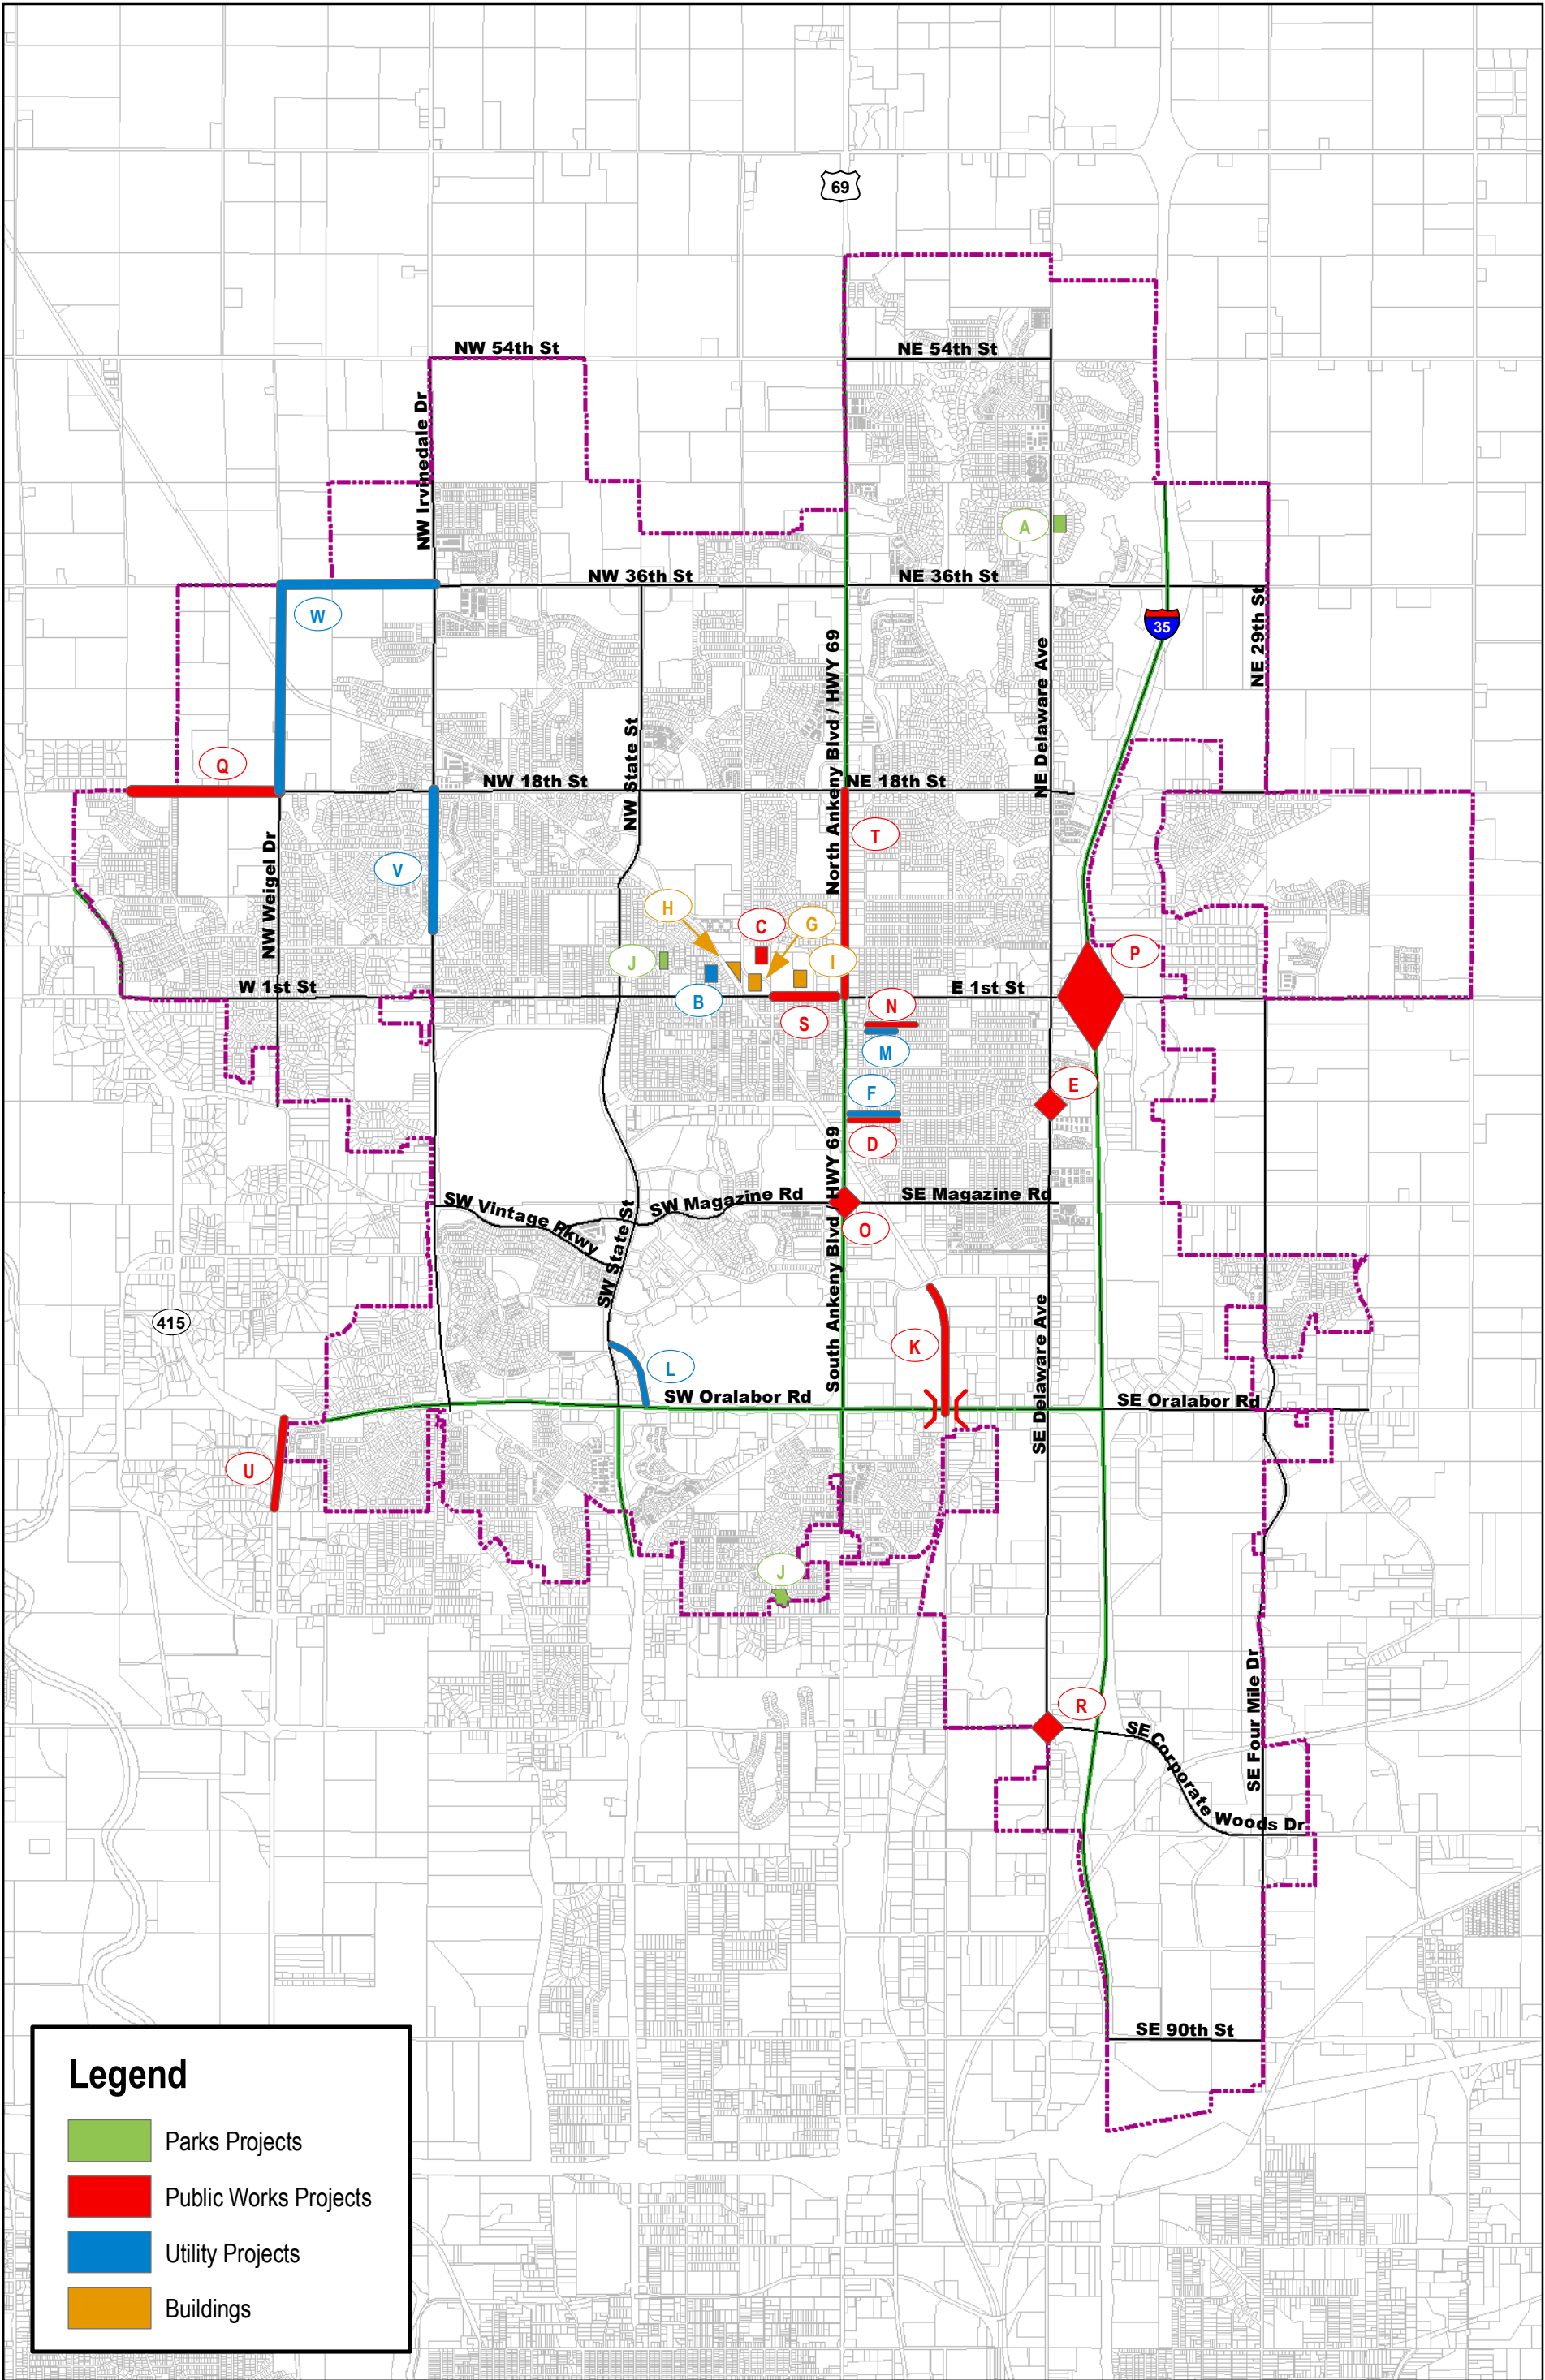 69
NW 54th St
NE 54th St
NW Irvinedale Dr
A
NW 36th St
NE 36th St
W
35
NE 29th St
North Ankeny Blvd / HWY 69
NE Delaware Ave
NW State St
Q
NW 18th St
NE 18th St
T
NW Weigel Dr
V
H
C
G
J
I
P
B
W 1st St
E 1st St
S
N
M
E
F
D
South Ankeny Blvd / HWY 69
SW Vintage Pkwy
SW Magazine Rd
SE Magazine Rd
SW State St
O
415
K
L
SE Delaware Ave
SW Oralabor Rd
SE Oralabor Rd
U
J
R
SE Corporate Woods Dr
SE Four Mile Dr
SE 90th St
Legend
Parks Projects
Public Works Projects
Utility Projects
Buildings